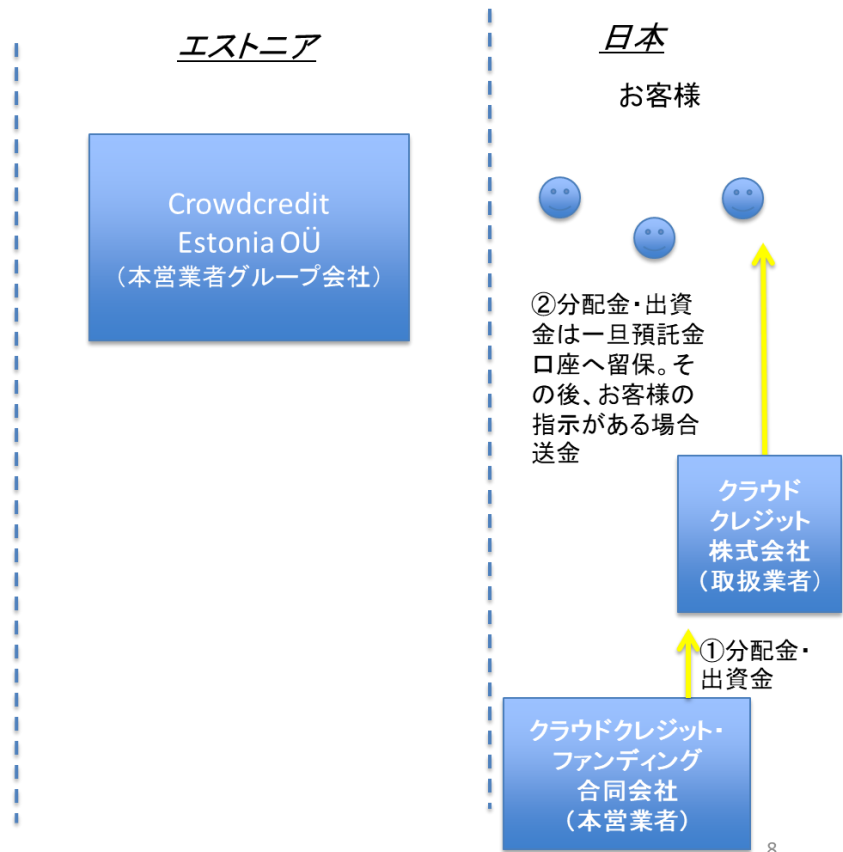 エストニア
日本
お客様
Crowdcredit
Estonia OÜ
（本営業者グループ会社）
②分配金・出資
金は一旦預託金
口座へ留保。そ
の後、お客様の
指示がある場合
送金
クラウド
クレジット
株式会社
（取扱業者）
①分配金・
出資金
クラウドクレジット・
ファンディング
合同会社
（本営業者）
8